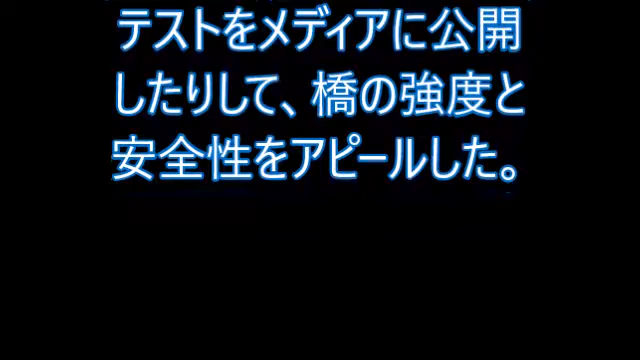 テストをメディアに公開
したりして、橋の強度と
安全性をアピールした。